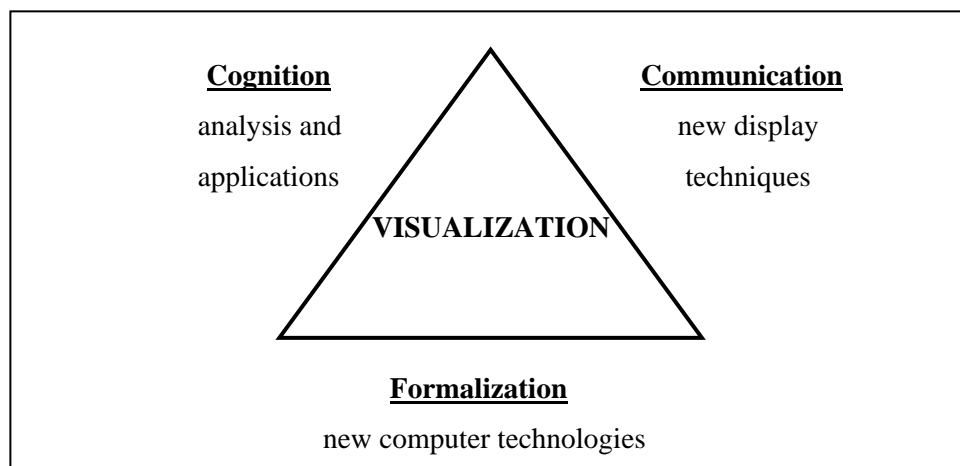 Cognition
analysis and
applications
Communication
new display
techniques
VISUALIZATION
Formalization
new computer technologies